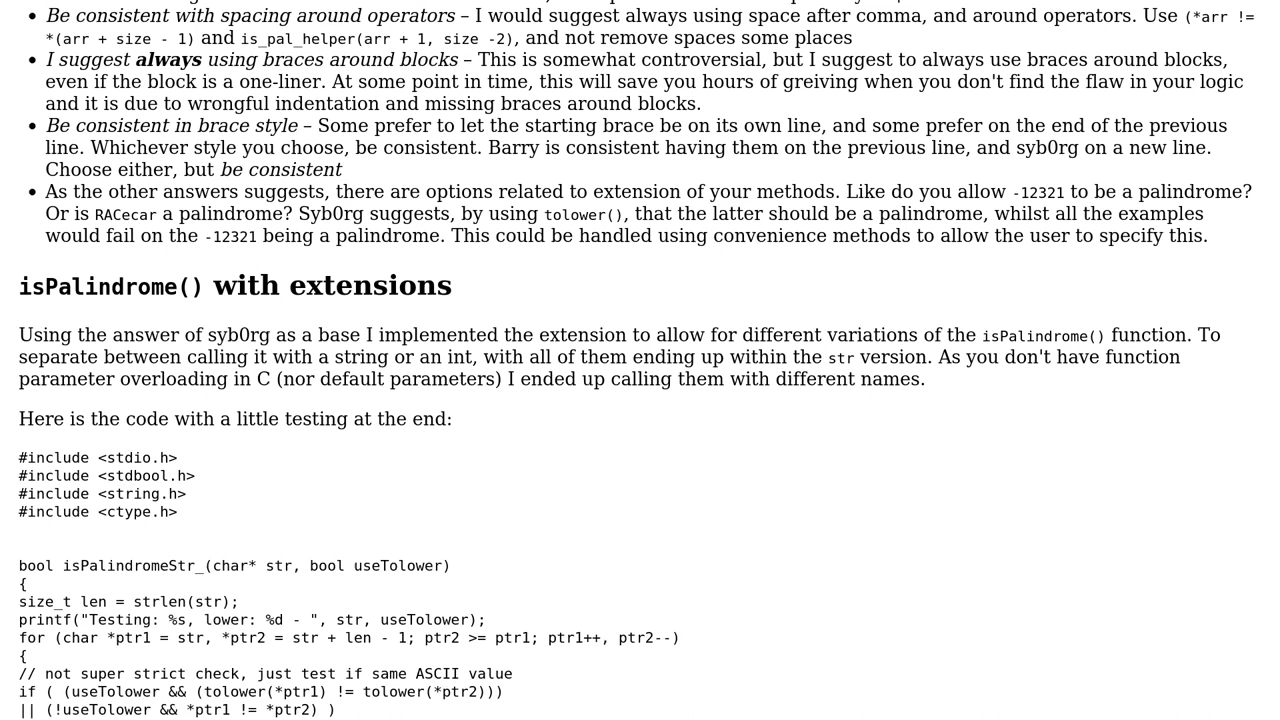 • Be consistent with spacing around operators – I would suggest always using space after comma, and around operators. Use (*arr !=
*(arr + size - 1) and is_pal_helper(arr + 1, size -2), and not remove spaces some places
• I suggest always using braces around blocks – This is somewhat controversial, but I suggest to always use braces around blocks,
even if the block is a one-liner. At some point in time, this will save you hours of greiving when you don't find the flaw in your logic
and it is due to wrongful indentation and missing braces around blocks.
• Be consistent in brace style – Some prefer to let the starting brace be on its own line, and some prefer on the end of the previous
line. Whichever style you choose, be consistent. Barry is consistent having them on the previous line, and syb0rg on a new line.
Choose either, but be consistent
• As the other answers suggests, there are options related to extension of your methods. Like do you allow -12321 to be a palindrome?
Or is RACecar a palindrome? Syb0rg suggests, by using tolower(), that the latter should be a palindrome, whilst all the examples
would fail on the -12321 being a palindrome. This could be handled using convenience methods to allow the user to specify this.
isPalindrome() with extensions
Using the answer of syb0rg as a base I implemented the extension to allow for different variations of the isPalindrome() function. To
separate between calling it with a string or an int, with all of them ending up within the str version. As you don't have function
parameter overloading in C (nor default parameters) I ended up calling them with different names.
Here is the code with a little testing at the end:
#include <stdio.h>
#include <stdbool.h>
#include <string.h>
#include <ctype.h>
bool isPalindromeStr_(char* str, bool useTolower)
{
size_t len = strlen(str);
printf("Testing: %s, lower: %d - ", str, useTolower);
for (char *ptr1 = str, *ptr2 = str + len - 1; ptr2 >= ptr1; ptr1++, ptr2--)
{
// not super strict check, just test if same ASCII value
if ( (useTolower && (tolower(*ptr1) != tolower(*ptr2)))
|| (!useTolower && *ptr1 != *ptr2) )